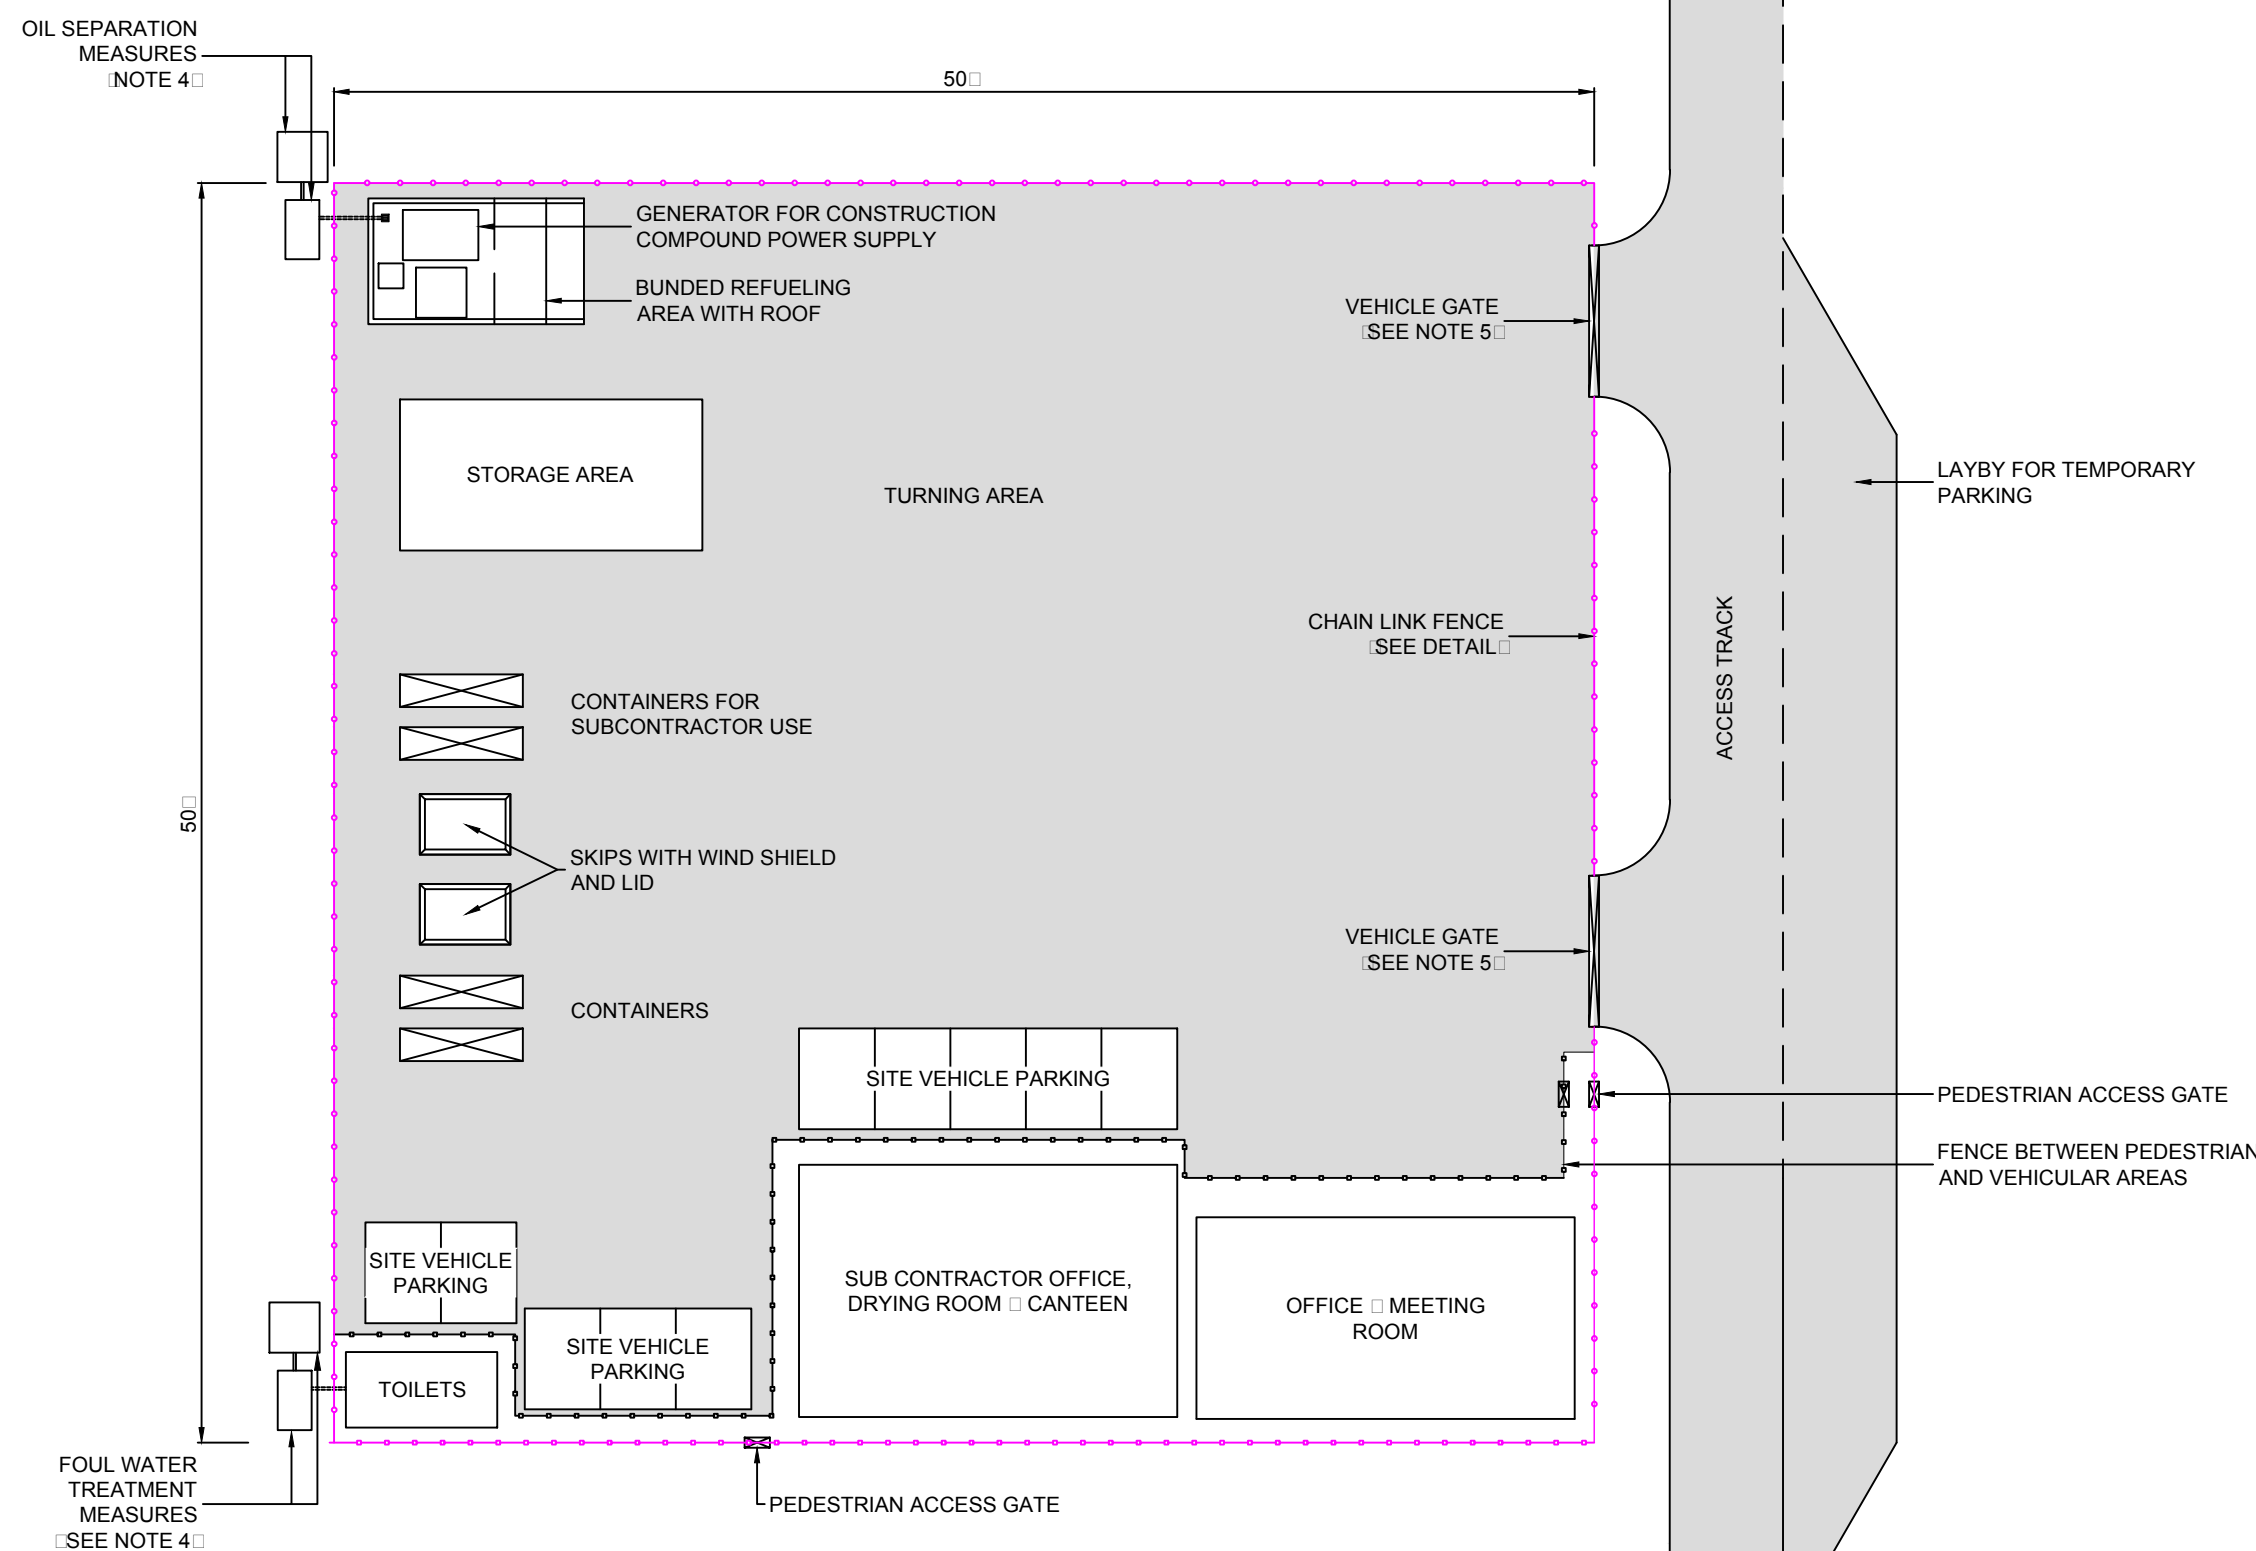 OIL SEPARATION
MEASURES
□NOTE 4□
50□
GENERATOR FOR CONSTRUCTION
COMPOUND POWER SUPPLY
BUNDED REFUELING
AREA WITH ROOF
VEHICLE GATE
□SEE NOTE 5□
STORAGE AREA
TURNING AREA
LAYBY FOR TEMPORARY
PARKING
CHAIN LINK FENCE
□SEE DETAIL□
ACCESS TRACK
CONTAINERS FOR
SUBCONTRACTOR USE
50□
SKIPS WITH WIND SHIELD
AND LID
VEHICLE GATE
□SEE NOTE 5□
CONTAINERS
SITE VEHICLE PARKING
PEDESTRIAN ACCESS GATE
FENCE BETWEEN PEDESTRIAN
AND VEHICULAR AREAS
SITE VEHICLE
PARKING
SUB CONTRACTOR OFFICE,
DRYING ROOM □ CANTEEN
OFFICE □ MEETING
ROOM
SITE VEHICLE
PARKING
TOILETS
FOUL WATER
TREATMENT
MEASURES
□SEE NOTE 4□
PEDESTRIAN ACCESS GATE